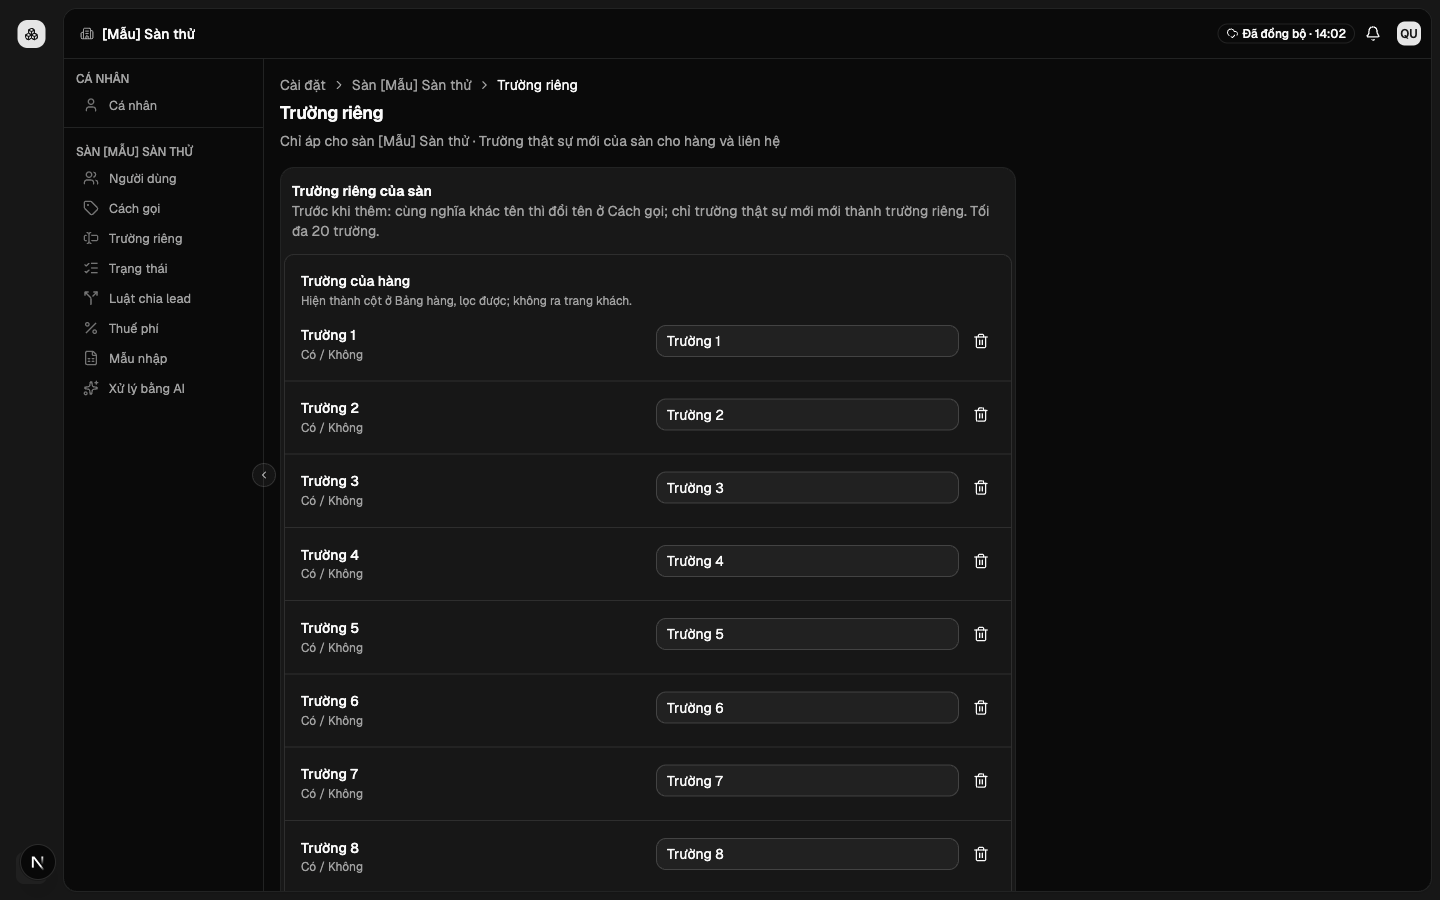 [Mẫu] Sàn thử
Đã đồng bộ · 14:02
QU
CÁ NHÂN
Cá nhân
SÀN [MẪU] SÀN THỬ
Người dùng
Cách gọi
Trường riêng
Trạng thái
Luật chia lead
Thuế phí
Mẫu nhập
Xử lý bằng AI
N
Cài đặt > Sàn [Mẫu] Sàn thử > Trường riêng
Trường riêng
Chỉ áp cho sàn [Mẫu] Sàn thử · Trường thật sự mới của sàn cho hàng và liên hệ
Trường riêng của sàn
Trước khi thêm: cùng nghĩa khác tên thì đổi tên ở Cách gọi; chỉ trường thật sự mới mới thành trường riêng. Tối
đa 20 trường.
Trường của hàng
Hiện thành cột ở Bảng hàng, lọc được; không ra trang khách.
Trường 1
Có / Không
Trường 1
Trường 2
Có / Không
Trường 2
Trường 3
Có / Không
Trường 3
Trường 4
Có / Không
Trường 4
Trường 5
Có / Không
Trường 5
Trường 6
Có / Không
Trường 6
Trường 7
Có / Không
Trường 7
Trường 8
Có / Không
Trường 8